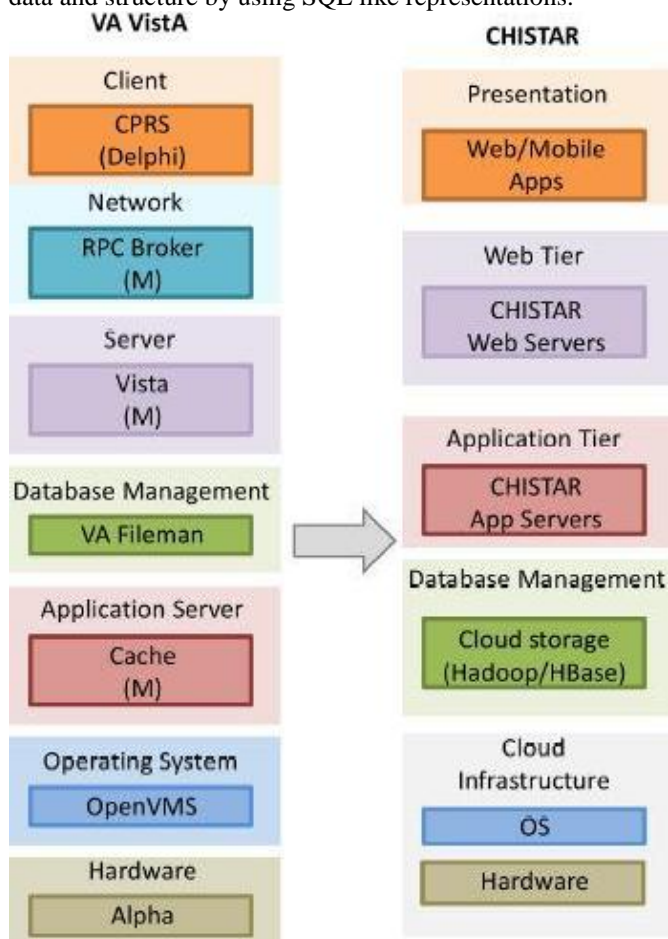 data and structure by using SQL like representations.
VA VistA
Client
CPRS
(Delphi)
Network
RPC Broker
(M)
Server
Vista
(M)
Database Management
VA Fileman
Application Server
Cache
(M)
Operating System
OpenVMS
Hardware
Alpha
CHISTAR
Presentation
Web/Mobile
Apps
Web Tier
CHISTAR
Web Servers
Application Tier
CHISTAR
App Servers
Database Management
Cloud storage
(Hadoop/HBase)
Cloud
Infrastructure
OS
Hardware